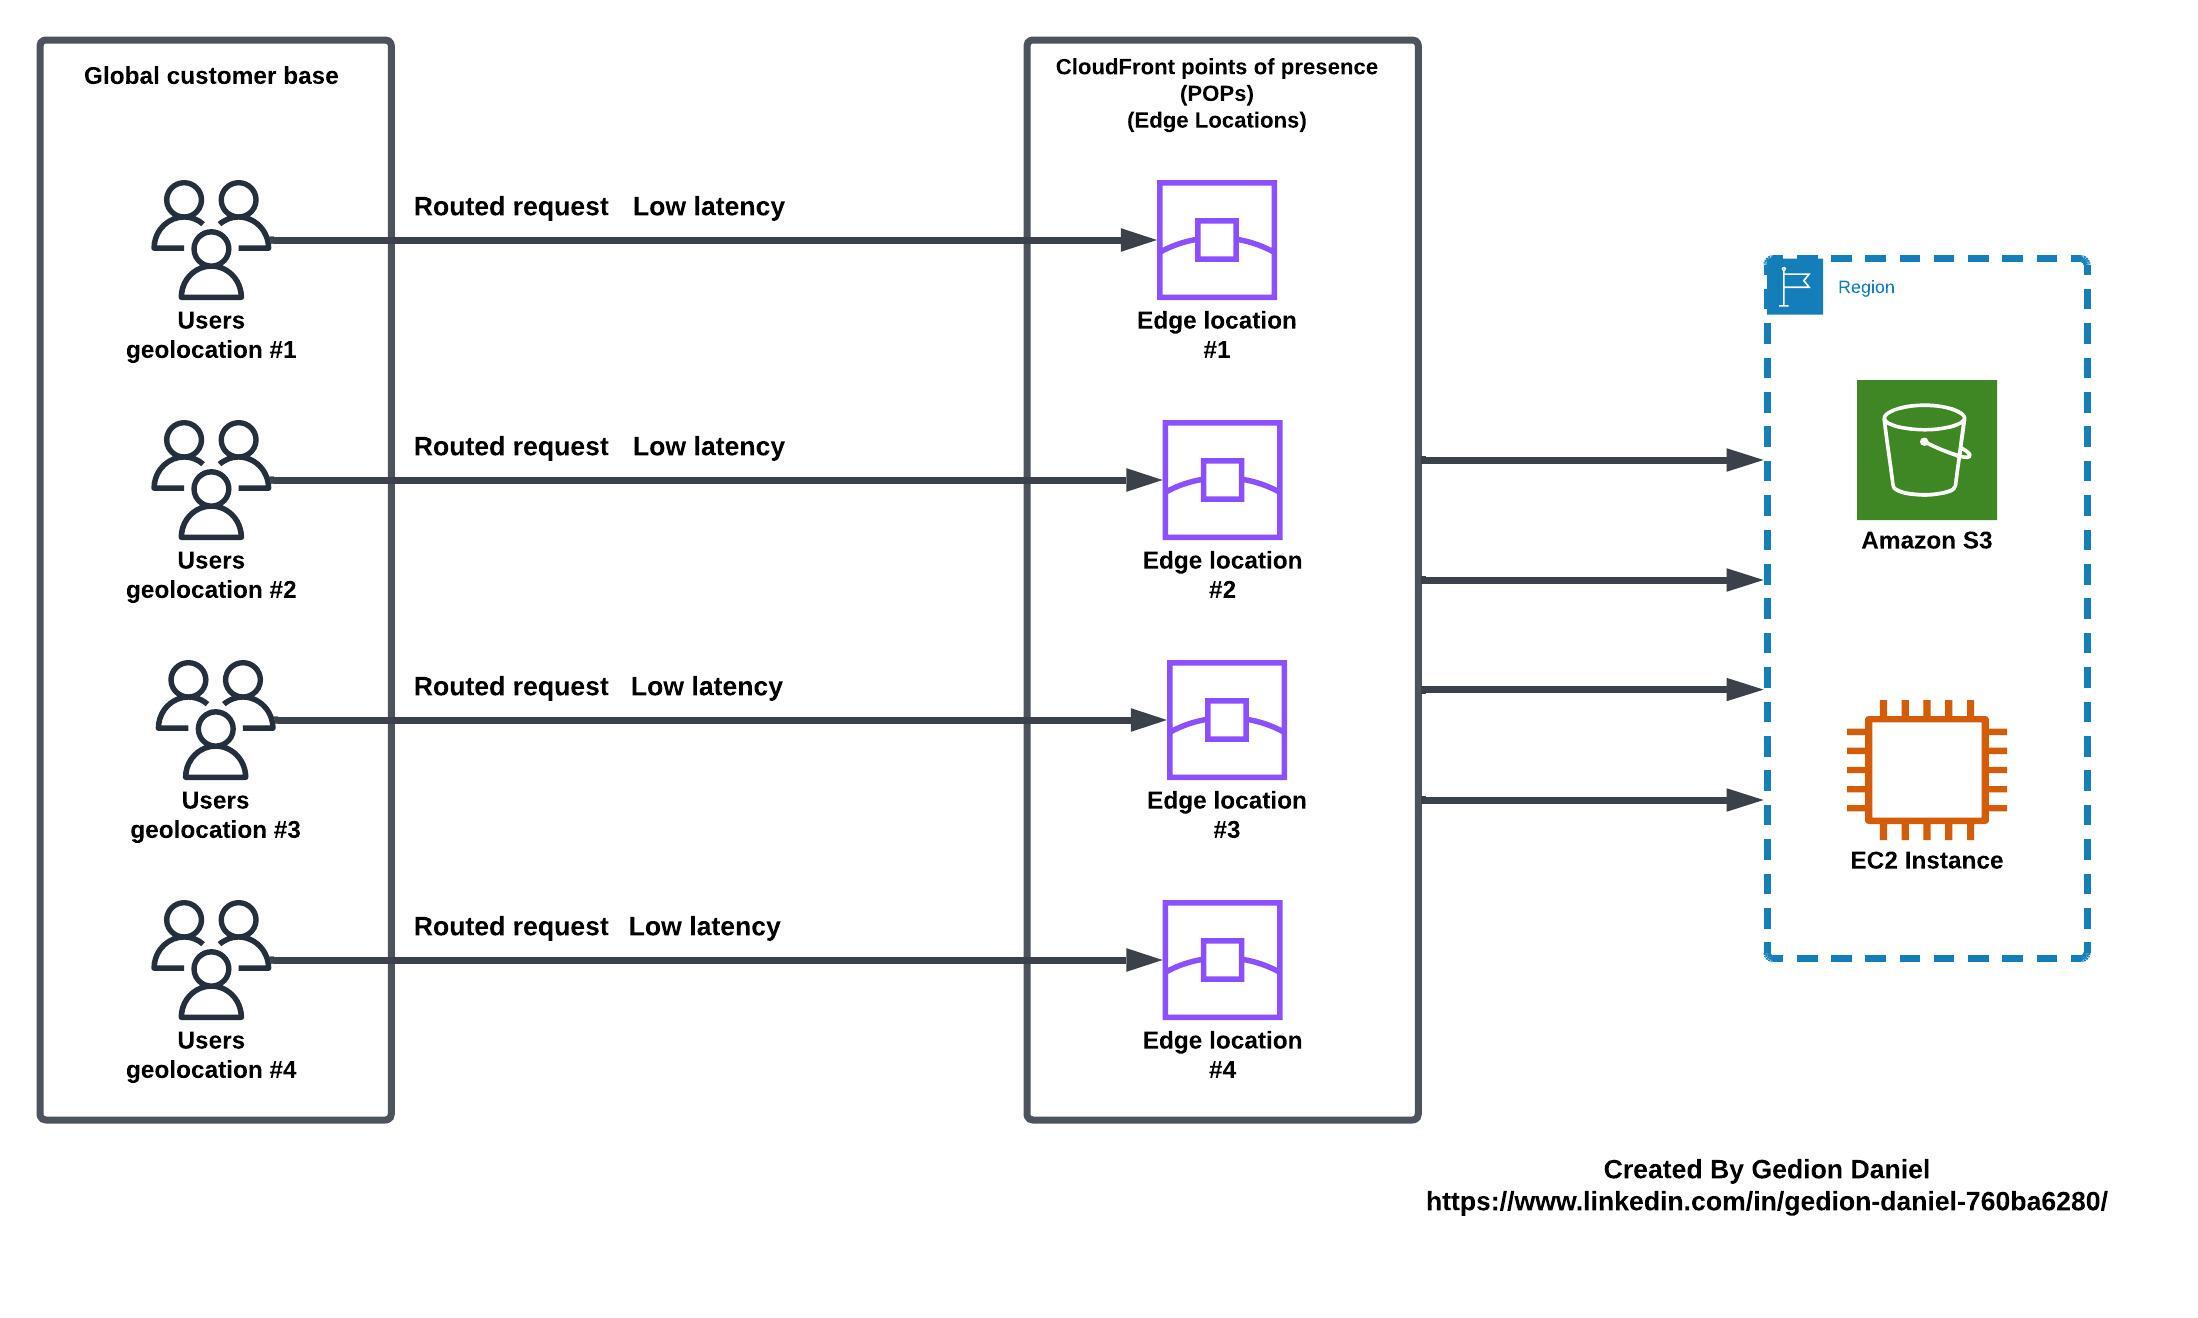 Global customer base
CloudFront points of presence
(POPs)
(Edge Locations)
Routed request Low latency
Users
geolocation #1
Edge location
#1
Region
Routed request Low latency
Users
geolocation #2
Edge location
#2
Amazon S3
Routed request Low latency
Users
geolocation #3
Edge location
#3
EC2 Instance
Routed request Low latency
Users
geolocation #4
Edge location
#4
Created By Gedion Daniel
https://www.linkedin.com/in/gedion-daniel-760ba6280/